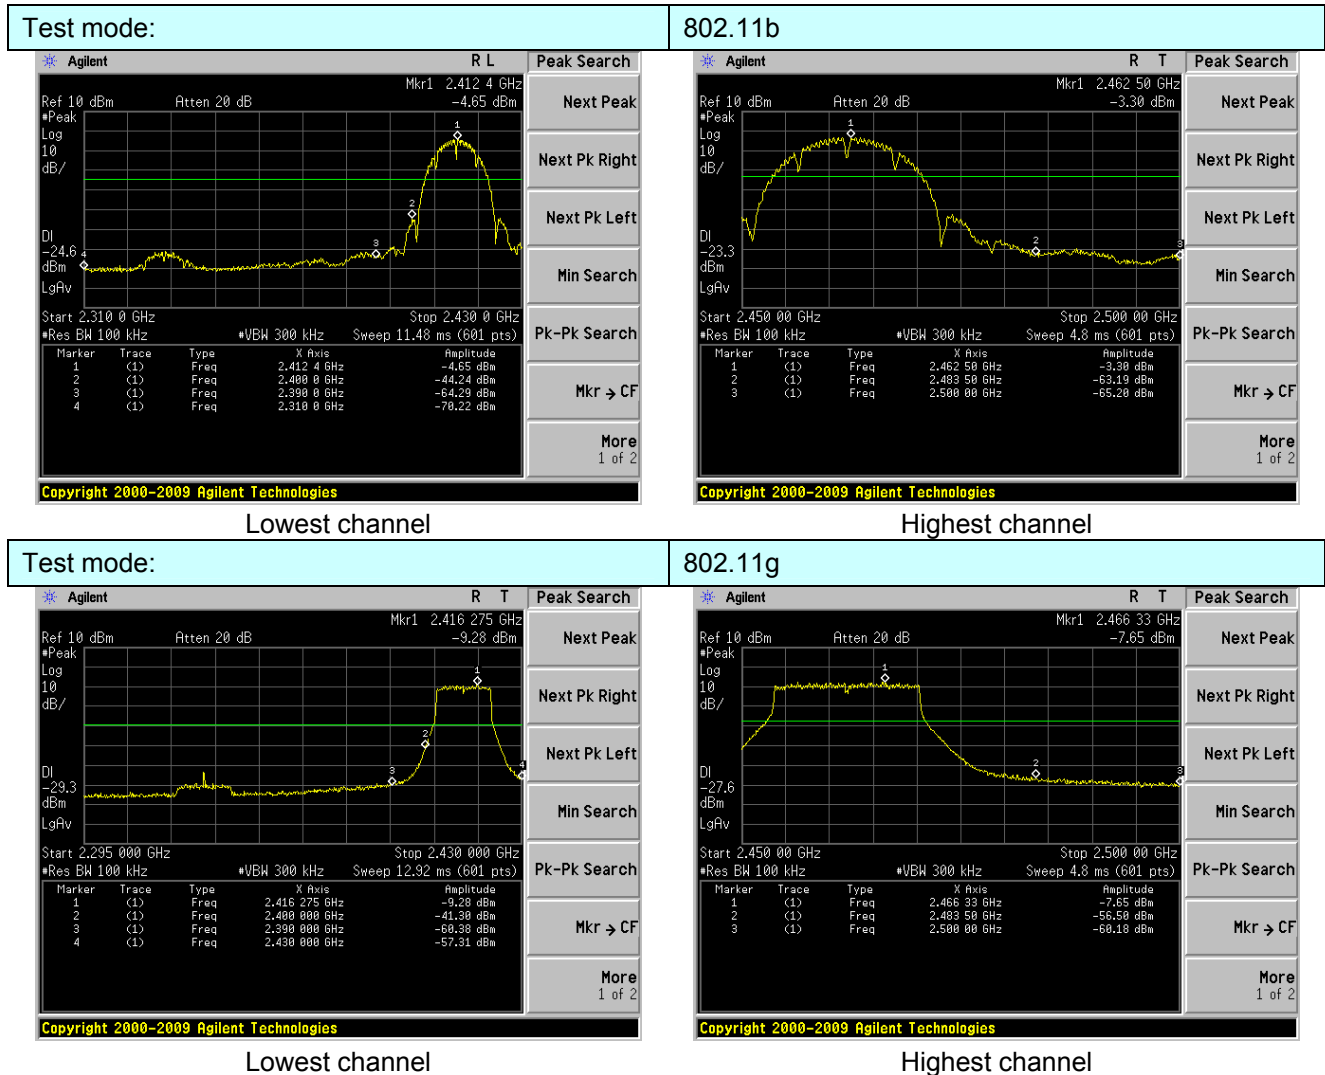 Test mode: 802.11b
Agilent R L Peak Search
Mkr1 2.412 4 GHz
Ref 10 dBm Atten 20 dB -4.65 dBm
#Peak
Log
10
dB/
1
2
3
4
DI
-24.6
dBm
LgAv
Start 2.310 0 GHz Stop 2.430 0 GHz
#Res BW 100 kHz #VBW 300 kHz Sweep 11.48 ms (601 pts)
Marker Trace Type X Axis Amplitude
1 (1) Freq 2.412 4 GHz -4.65 dBm
2 (1) Freq 2.400 0 GHz -44.24 dBm
3 (1) Freq 2.390 0 GHz -64.29 dBm
4 (1) Freq 2.310 0 GHz -70.22 dBm
Next Peak
Next Pk Right
Next Pk Left
Min Search
Pk-Pk Search
Mkr → CF
More
1 of 2
Copyright 2000-2009 Agilent Technologies
Lowest channel
Agilent R T Peak Search
Mkr1 2.462 50 GHz
Ref 10 dBm Atten 20 dB -3.30 dBm
#Peak
Log
10
dB/
1
2
3
DI
-23.3
dBm
LgAv
Start 2.450 00 GHz Stop 2.500 00 GHz
#Res BW 100 kHz #VBW 300 kHz Sweep 4.8 ms (601 pts)
Marker Trace Type X Axis Amplitude
1 (1) Freq 2.462 50 GHz -3.30 dBm
2 (1) Freq 2.483 50 GHz -63.19 dBm
3 (1) Freq 2.500 00 GHz -65.20 dBm
Next Peak
Next Pk Right
Next Pk Left
Min Search
Pk-Pk Search
Mkr → CF
More
1 of 2
Copyright 2000-2009 Agilent Technologies
Highest channel
Test mode: 802.11g
Agilent R T Peak Search
Mkr1 2.416 275 GHz
Ref 10 dBm Atten 20 dB -9.28 dBm
#Peak
Log
10
dB/
1
2
3
4
DI
-29.3
dBm
LgAv
Start 2.295 000 GHz Stop 2.430 000 GHz
#Res BW 100 kHz #VBW 300 kHz Sweep 12.92 ms (601 pts)
Marker Trace Type X Axis Amplitude
1 (1) Freq 2.416 275 GHz -9.28 dBm
2 (1) Freq 2.400 000 GHz -41.30 dBm
3 (1) Freq 2.390 000 GHz -60.38 dBm
4 (1) Freq 2.430 000 GHz -57.31 dBm
Next Peak
Next Pk Right
Next Pk Left
Min Search
Pk-Pk Search
Mkr → CF
More
1 of 2
Copyright 2000-2009 Agilent Technologies
Lowest channel
Agilent R T Peak Search
Mkr1 2.466 33 GHz
Ref 10 dBm Atten 20 dB -7.65 dBm
#Peak
Log
10
dB/
1
2
3
DI
-27.6
dBm
LgAv
Start 2.450 00 GHz Stop 2.500 00 GHz
#Res BW 100 kHz #VBW 300 kHz Sweep 4.8 ms (601 pts)
Marker Trace Type X Axis Amplitude
1 (1) Freq 2.466 33 GHz -7.65 dBm
2 (1) Freq 2.483 50 GHz -56.50 dBm
3 (1) Freq 2.500 00 GHz -60.18 dBm
Next Peak
Next Pk Right
Next Pk Left
Min Search
Pk-Pk Search
Mkr → CF
More
1 of 2
Copyright 2000-2009 Agilent Technologies
Highest channel